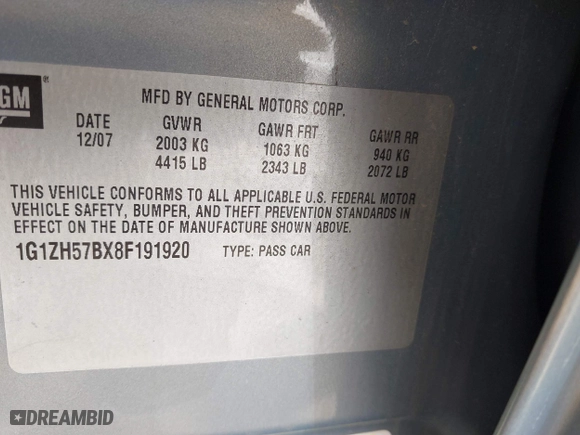 GM
MFD BY GENERAL MOTORS CORP.
DATE GVWR GAWR FRT GAWR RR
12/07 2003 KG 1063 KG 940 KG
4415 LB 2343 LB 2072 LB
THIS VEHICLE CONFORMS TO ALL APPLICABLE U.S. FEDERAL MOTOR
VEHICLE SAFETY, BUMPER, AND THEFT PREVENTION STANDARDS IN
EFFECT ON THE DATE OF MANUFACTURE SHOWN ABOVE.
1G1ZH57BX8F191920 TYPE: PASS CAR
DREAMBID